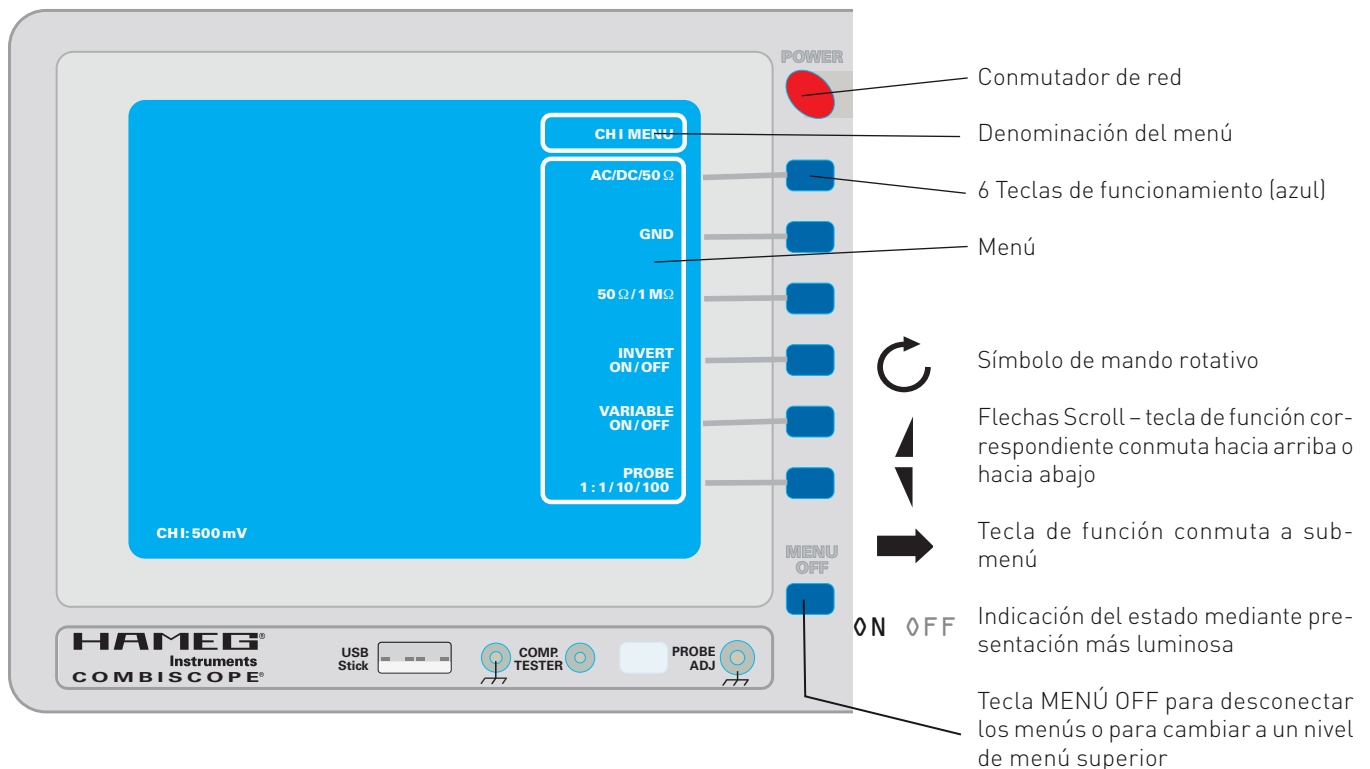 POWER
CH I MENU
AC/DC/50 Ω
GND
50 Ω/1 MΩ
INVERT
ON/OFF
VARIABLE
ON/OFF
PROBE
1:1/10/100
CH I: 500 mV
MENU
OFF
HAMEG®
Instruments
COMBISCOPE®
USB
Stick
COMP.
TESTER
PROBE
ADJ
Conmutador de red
Denominación del menú
6 Teclas de funcionamiento (azul)
Menú
Símbolo de mando rotativo
Flechas Scroll – tecla de función cor-
respondiente conmuta hacia arriba o
hacia abajo
Tecla de función conmuta a sub-
menú
ON OFF
Indicación del estado mediante pre-
sentación más luminosa
Tecla MENÚ OFF para desconectar
los menús o para cambiar a un nivel
de menú superior